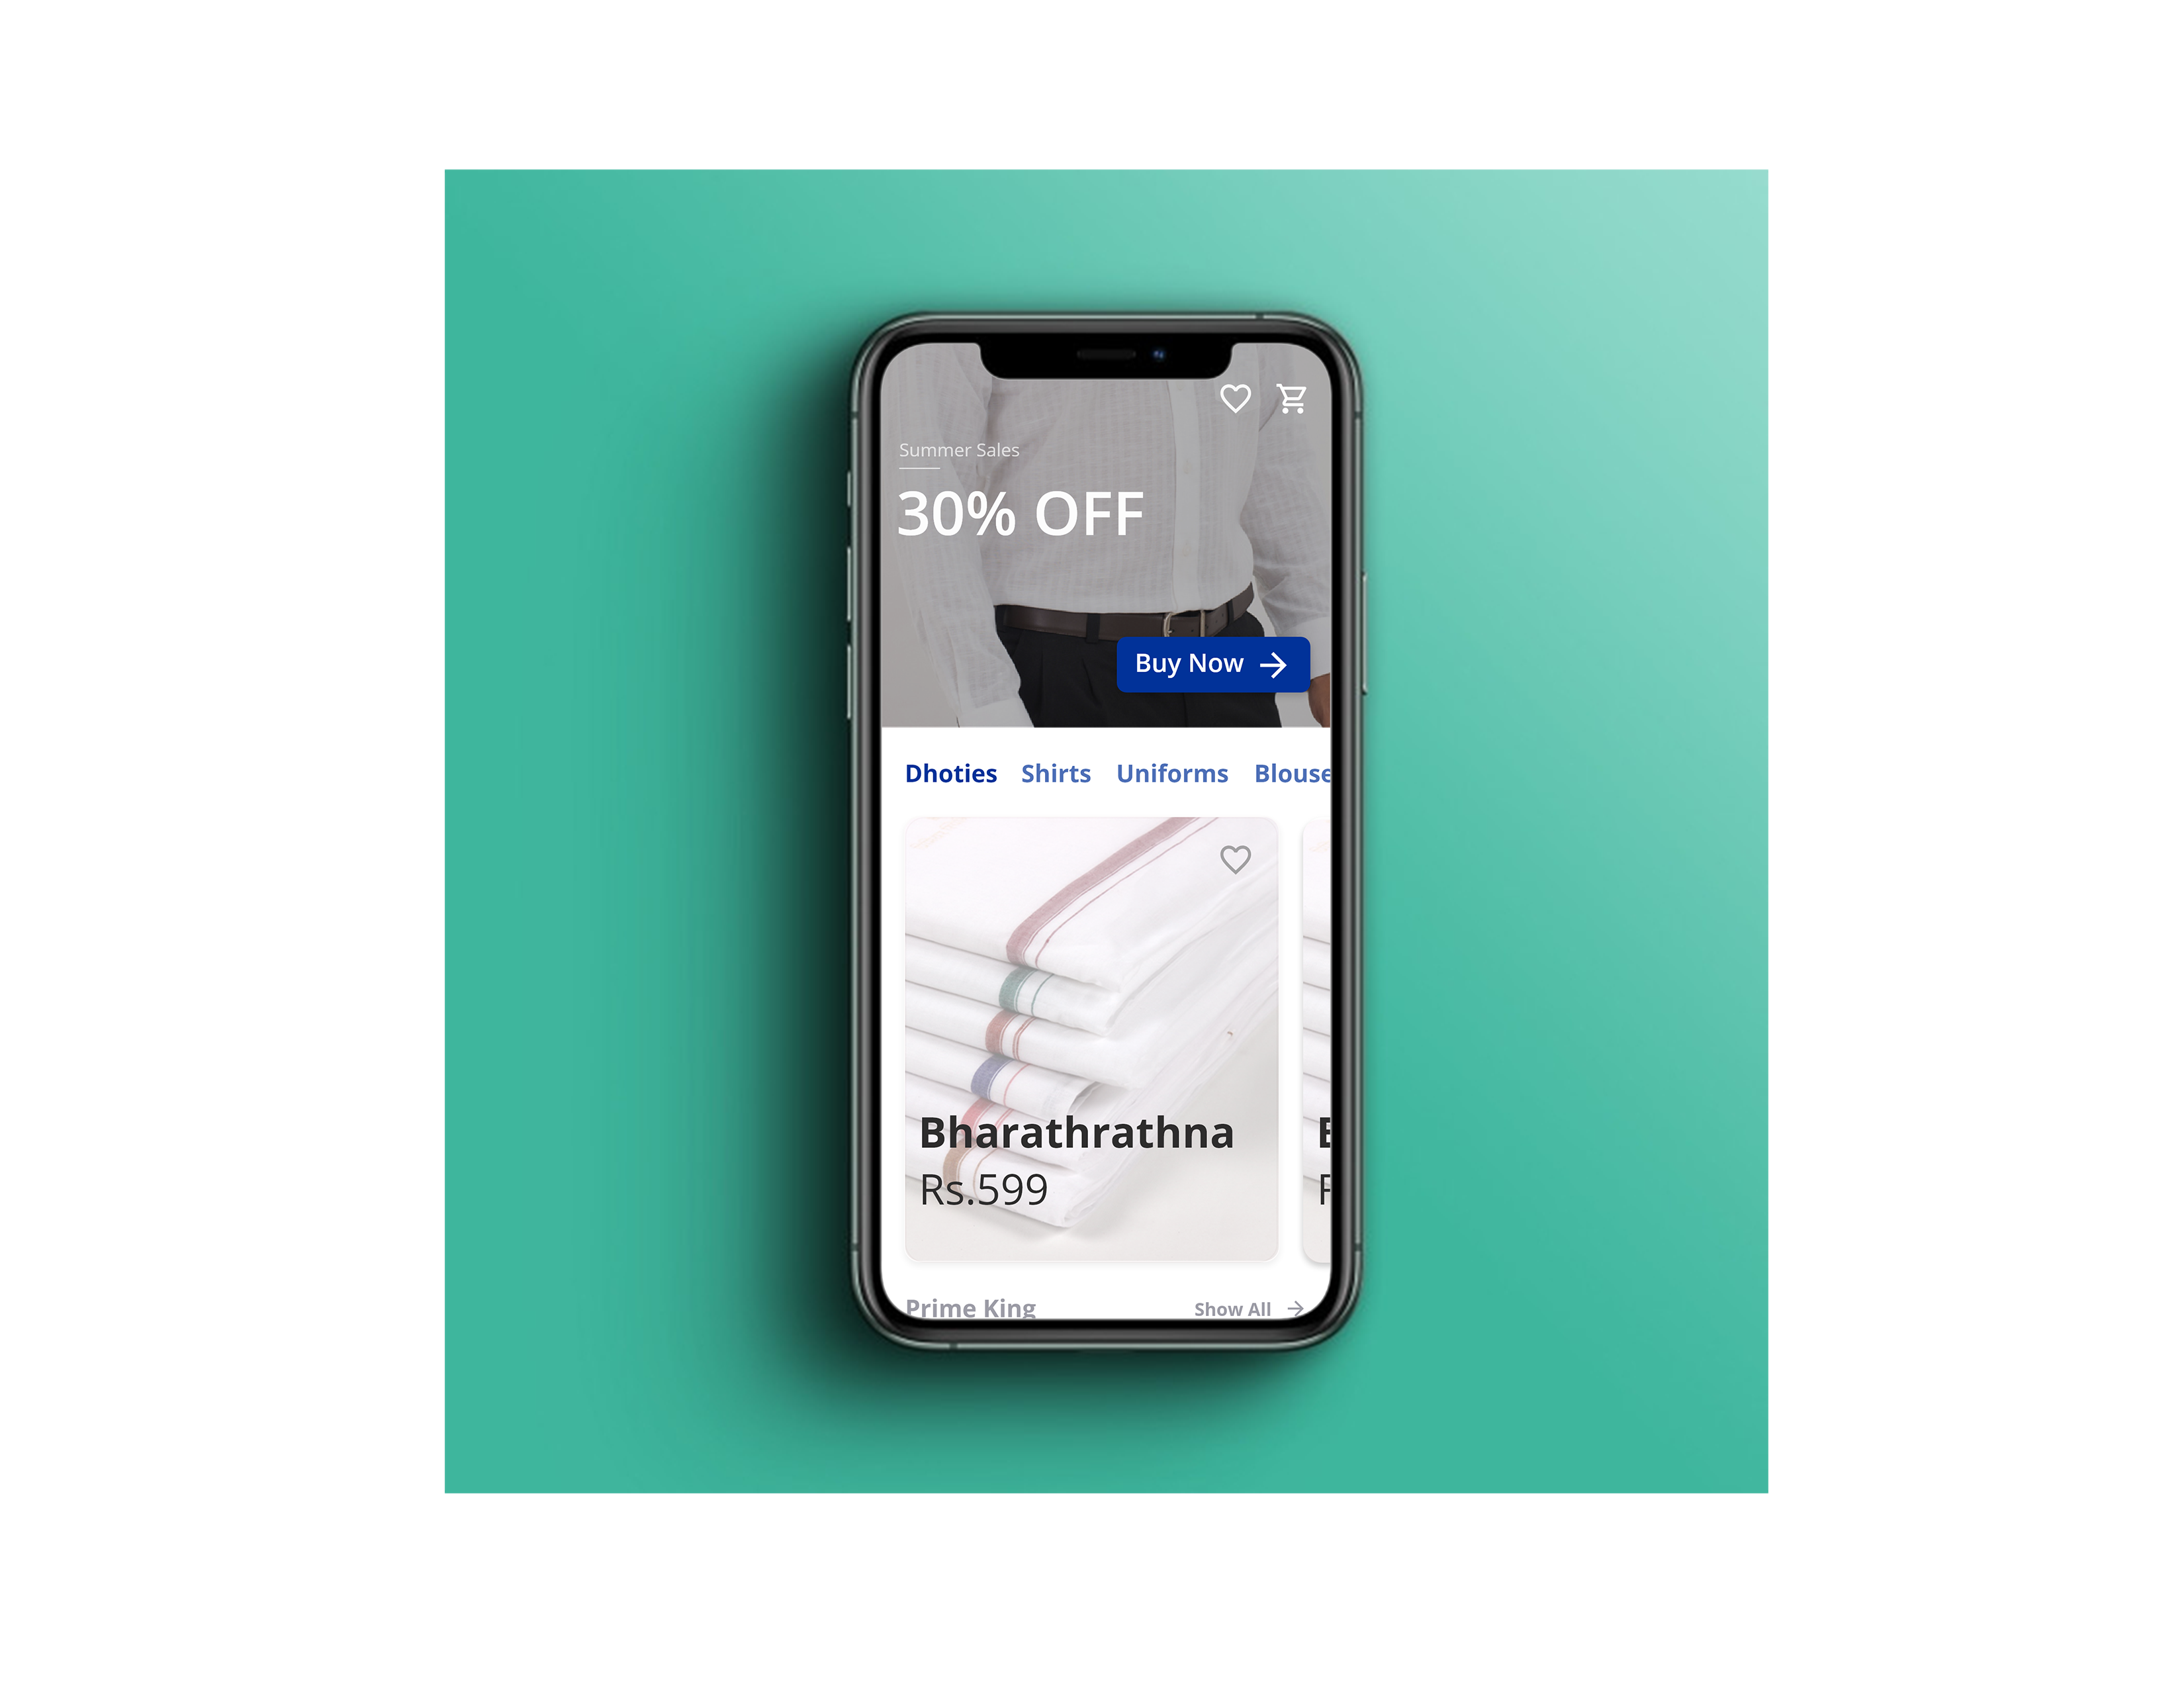 Summer Sales
30% OFF
Buy Now
Dhoties Shirts Uniforms Blouse
Bharathrathna
Rs.599
Prime King Show All